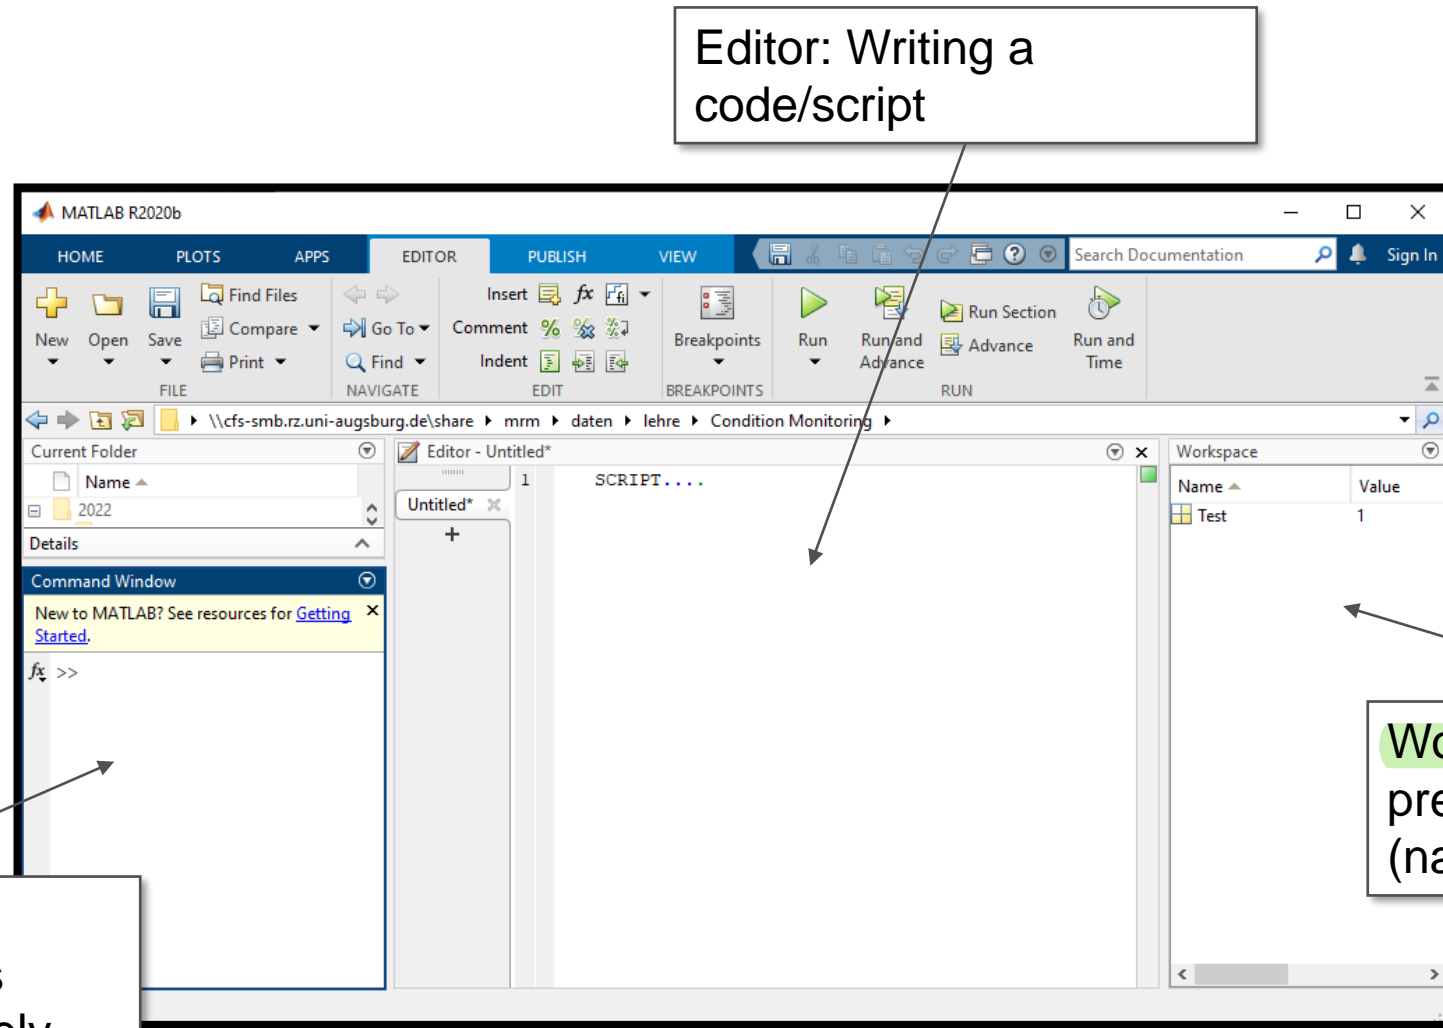 Editor: Writing a
code/script
MATLAB R2020b
HOME PLOTS APPS EDITOR PUBLISH VIEW Search Documentation Sign In
New Open Save
Find Files
Compare
Print
FILE
Go To
Find
NAVIGATE
Insert fx fi
Comment
Indent
EDIT
Breakpoints
BREAKPOINTS
Run
Run and
Advance
Run Section
Advance
Run and
Time
RUN
\\cfs-smb.rz.uni-augsburg.de\share mrm daten lehre Condition Monitoring
Current Folder
Name
2022
Details
Command Window
New to MATLAB? See resources for Getting
Started.
fx >>
Editor - Untitled*
Untitled*
+
1 SCRIPT....
Workspace
Name Value
Test 1